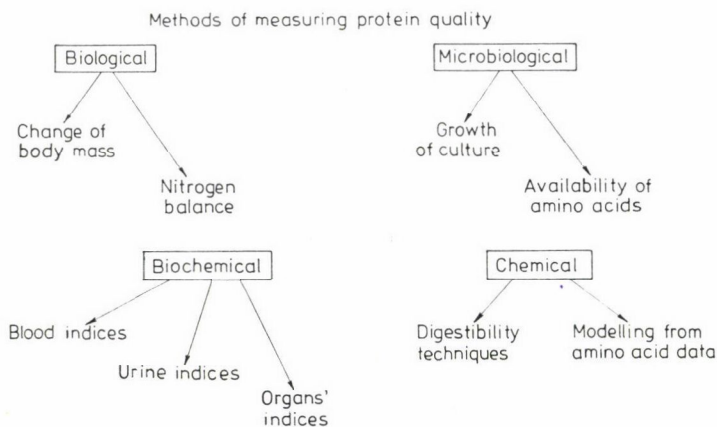 Methods of measuring protein quality
Biological
Change of
body mass
Nitrogen
balance
Microbiological
Growth
of culture
Availability of
amino acids
Biochemical
Blood indices
Urine indices
Organs'
indices
Chemical
Digestibility
techniques
Modelling from
amino acid data